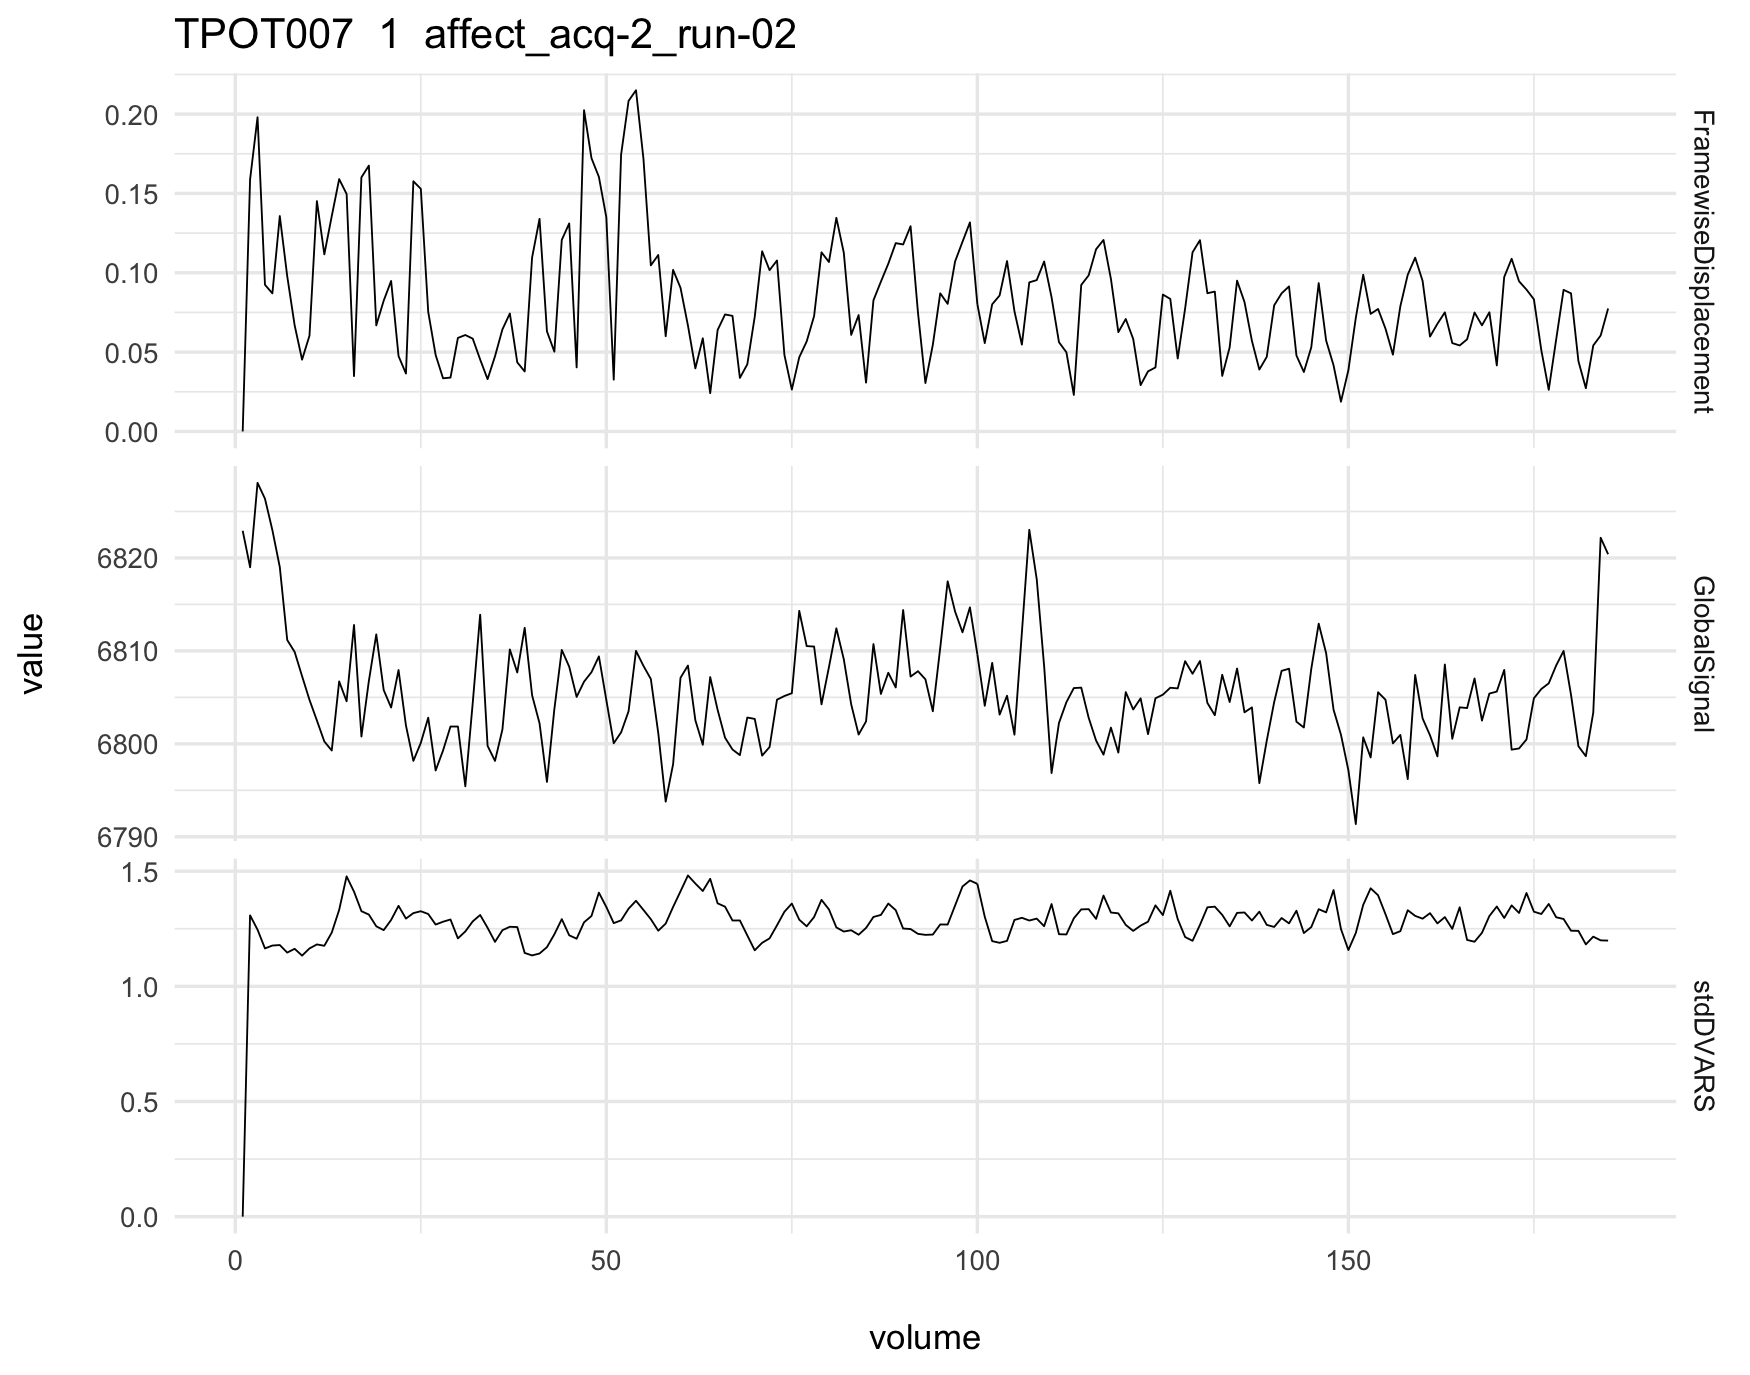 TPOT007 1 affect_acq-2_run-02
0.20
0.15
0.10
0.05
0.00
FramewiseDisplacement
6820
6810
6800
6790
GlobalSignal
value
1.5
1.0
0.5
0.0
stdDVARS
0 50 100 150
volume